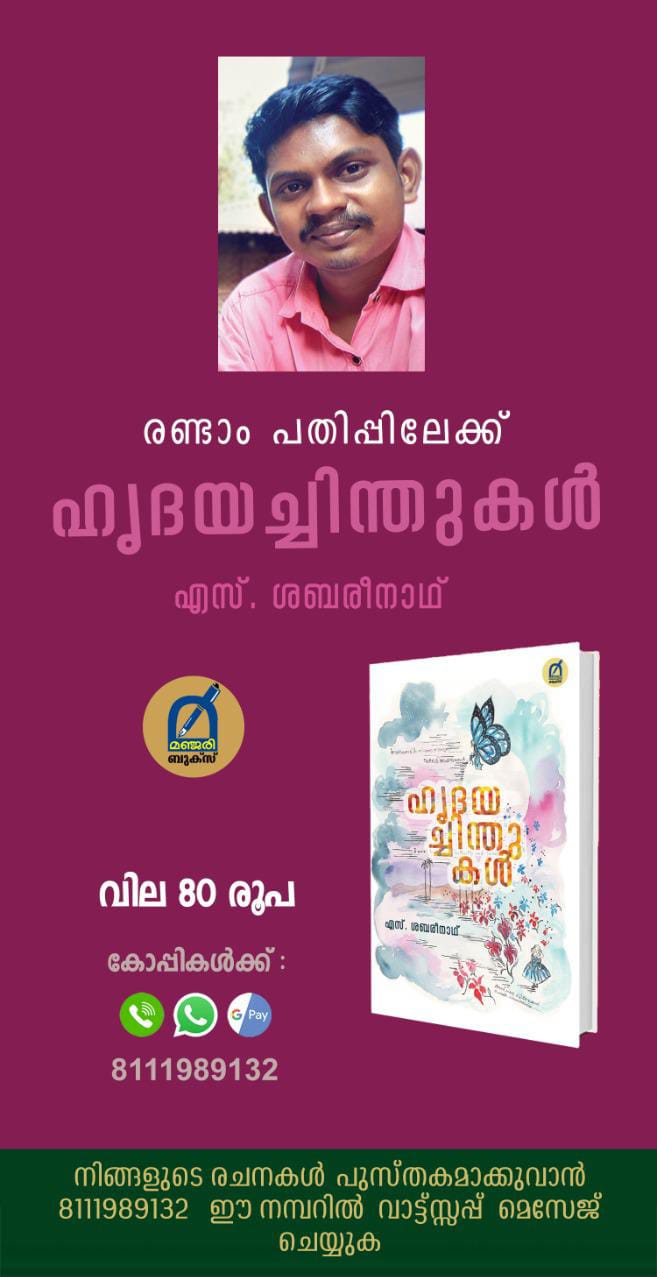 രണ്ടാം പതിപ്പിലേക്ക്
ഹൃദയച്ചിന്തുകൾ
എസ്. ശബരീനാഥ്
മഞ്ജരി
ബുക്സ്
ഹൃദയ
ച്ചിന്തു
കൾ
എസ്. ശബരീനാഥ്
വില 80 രൂപ
കോപ്പികൾക്ക് :
G Pay
8111989132
നിങ്ങളുടെ രചനകൾ പുസ്തകമാക്കുവാൻ
8111989132 ഈ നമ്പറിൽ വാട്ട്സ്സപ്പ് മെസേജ്
ചെയ്യുക